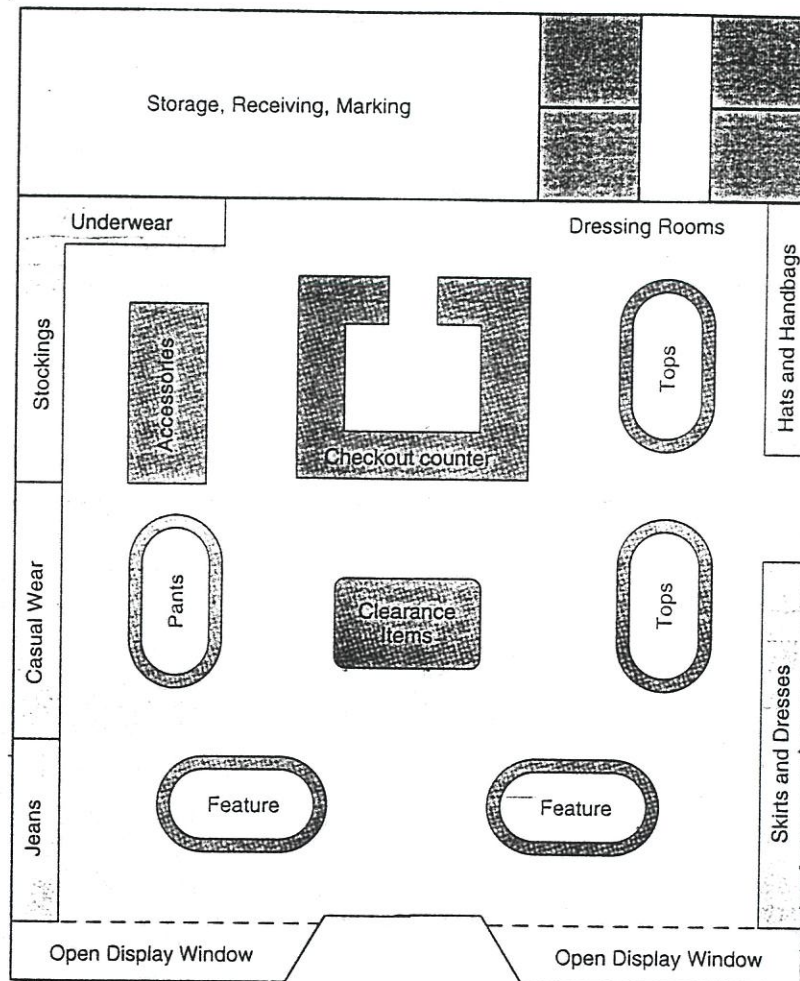 Storage, Receiving, Marking
Underwear
Dressing Rooms
Stockings
Accessories
Checkout counter
Tops
Hats and Handbags
Casual Wear
Pants
Clearance
Items
Tops
Skirts and Dresses
Jeans
Feature
Feature
Open Display Window
Open Display Window